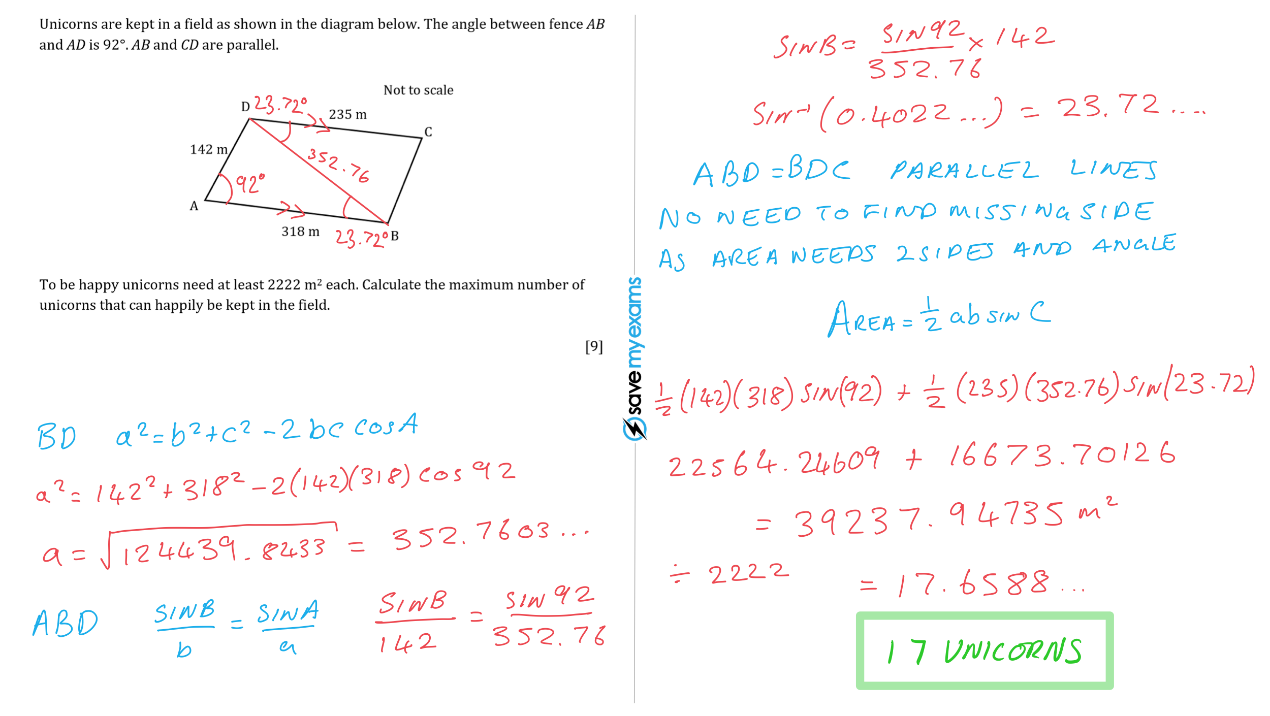 Unicorns are kept in a field as shown in the diagram below. The angle between fence AB
and AD is 92°. AB and CD are parallel.
Not to scale
D 23.72°
235 m
C
142 m
352.76
92°
A
318 m
23.72° B
To be happy unicorns need at least 2222 m² each. Calculate the maximum number of
unicorns that can happily be kept in the field.
[9]
BD a² = b² + c² - 2bc cos A
a² = 142² + 318² - 2(142)(318) cos 92
a = √124439.8433 = 352.7603...
ABD SINB/b = SINA/a SINB/142 = SIN 92/352.76
save my exams
SINB = SIN 92/352.76 × 142
Sin⁻¹(0.4022...) = 23.72....
ABD = BDC PARALLEL LINES
NO NEED TO FIND MISSING SIDE
AS AREA NEEDS 2 SIDES AND ANGLE
AREA = ½ ab SIN C
½(142)(318) SIN(92) + ½(235)(352.76) SIN(23.72)
22564.24609 + 16673.70126
= 39237.94735 m²
÷ 2222 = 17.6588...
17 UNICORNS